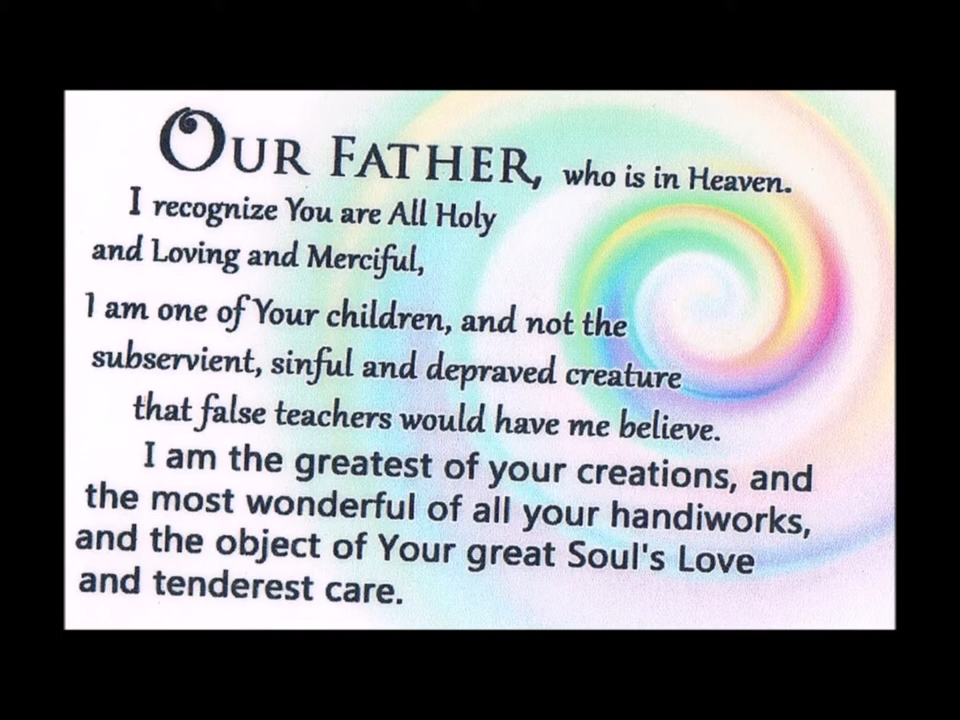 OUR FATHER, who is in Heaven.
I recognize You are All Holy
and Loving and Merciful,
I am one of Your children, and not the
subservient, sinful and depraved creature
that false teachers would have me believe.
I am the greatest of your creations, and
the most wonderful of all your handiworks,
and the object of Your great Soul's Love
and tenderest care.